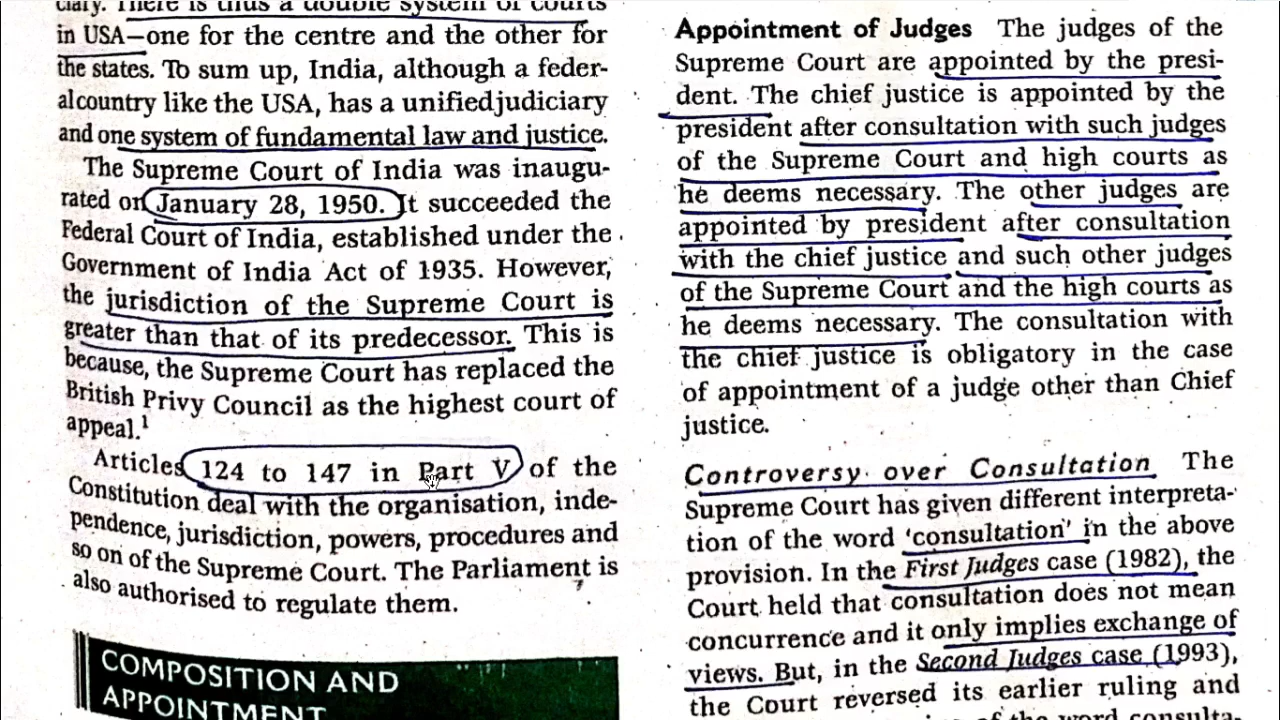 ciary. There is thus a double system of courts
in USA—one for the centre and the other for
the states. To sum up, India, although a feder-
al country like the USA, has a unified judiciary
and one system of fundamental law and justice.
The Supreme Court of India was inaugu-
rated on January 28, 1950. It succeeded the
Federal Court of India, established under the
Government of India Act of 1935. However,
the jurisdiction of the Supreme Court is
greater than that of its predecessor. This is
because, the Supreme Court has replaced the
British Privy Council as the highest court of
appeal.¹
Articles 124 to 147 in Part V of the
Constitution deal with the organisation, inde-
pendence, jurisdiction, powers, procedures and
so on of the Supreme Court. The Parliament is
also authorised to regulate them.
COMPOSITION AND
APPOINTMENT
Appointment of Judges The judges of the
Supreme Court are appointed by the presi-
dent. The chief justice is appointed by the
president after consultation with such judges
of the Supreme Court and high courts as
he deems necessary. The other judges are
appointed by president after consultation
with the chief justice and such other judges
of the Supreme Court and the high courts as
he deems necessary. The consultation with
the chief justice is obligatory in the case
of appointment of a judge other than Chief
justice.
Controversy over Consultation The
Supreme Court has given different interpreta-
tion of the word 'consultation' in the above
provision. In the First Judges case (1982), the
Court held that consultation does not mean
concurrence and it only implies exchange of
views. But, in the Second Judges case (1993),
the Court reversed its earlier ruling and
of the word consulta-